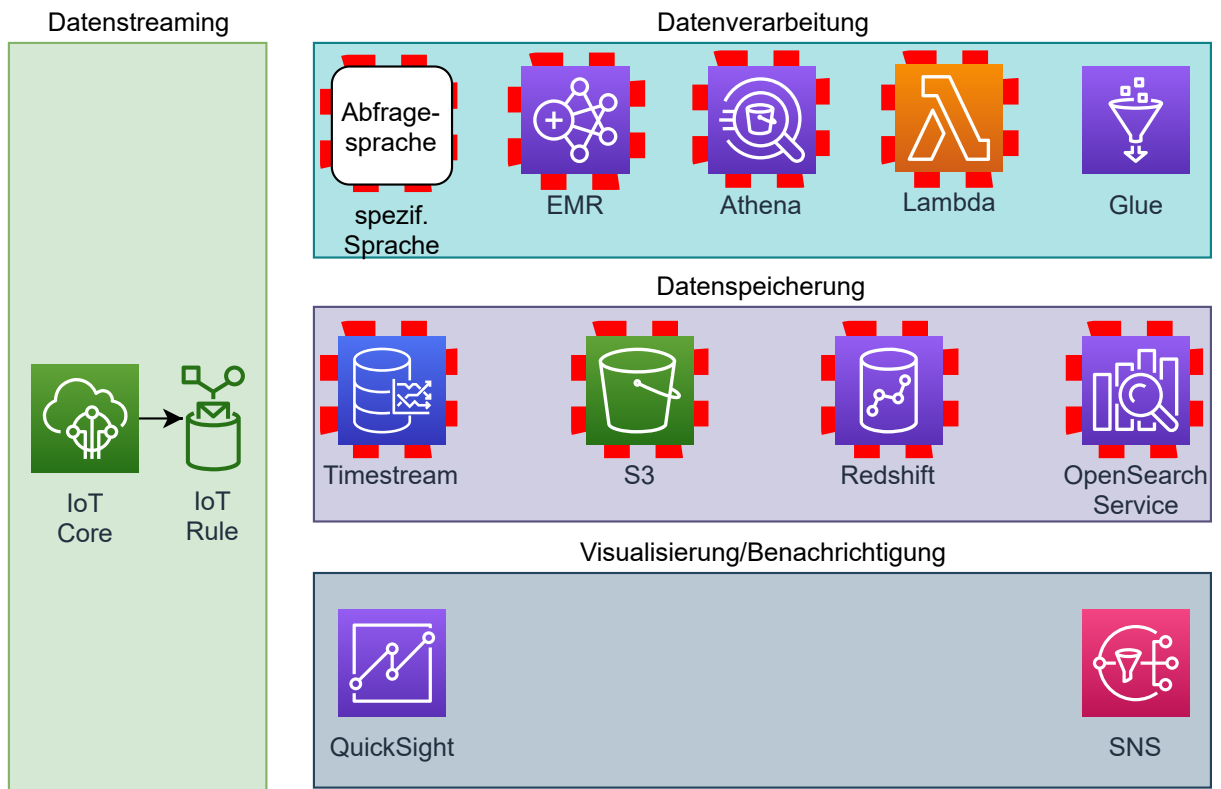 Datenstreaming
IoT
Core
IoT
Rule
Datenverarbeitung
Abfrage-
sprache
spezif.
Sprache
EMR
Athena
Lambda
Glue
Datenspeicherung
Timestream
S3
Redshift
OpenSearch
Service
Visualisierung/Benachrichtigung
QuickSight
SNS